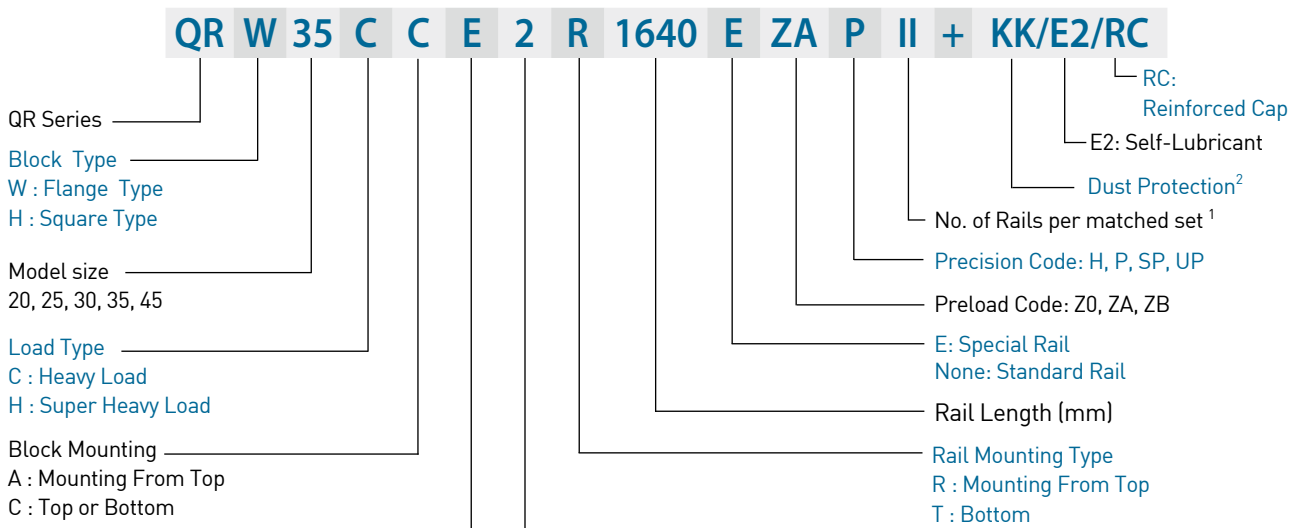 QR W 35 C C E 2 R 1640 E ZA P II + KK/E2/RC
QR Series
Block Type
W : Flange Type
H : Square Type
Model size
20, 25, 30, 35, 45
Load Type
C : Heavy Load
H : Super Heavy Load
Block Mounting
A : Mounting From Top
C : Top or Bottom
RC:
Reinforced Cap
E2: Self-Lubricant
Dust Protection2
No. of Rails per matched set 1
Precision Code: H, P, SP, UP
Preload Code: Z0, ZA, ZB
E: Special Rail
None: Standard Rail
Rail Length (mm)
Rail Mounting Type
R : Mounting From Top
T : Bottom